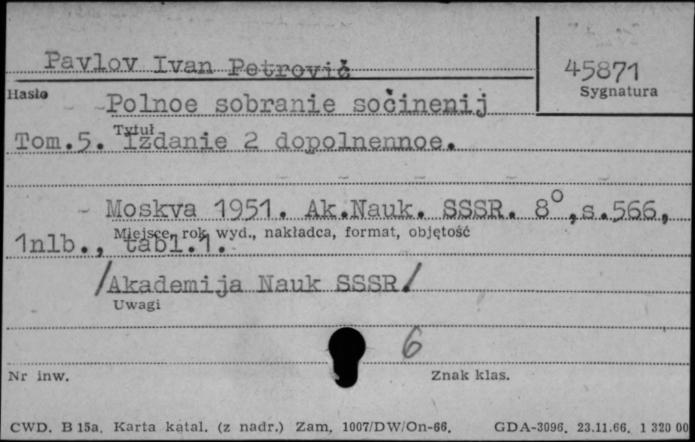 Pavlov Ivan Petrovič
45871
Sygnatura
Hasło
Polnoe sobranie sočinenij
Tytuł
Tom.5. Izdanie 2 dopolnennoe.
Moskva 1951. Ak.Nauk. SSSR. 8°,s.566,
Miejsce, rok wyd., nakładca, format, objętość
1nlb., tabl.1.
/Akademija Nauk SSSR/
Uwagi
6
Nr inw.
Znak klas.
CWD. B 15a. Karta katal. (z nadr.) Zam. 1007/DW/On-66. GDA-3096. 23.11.66. 1 320 00